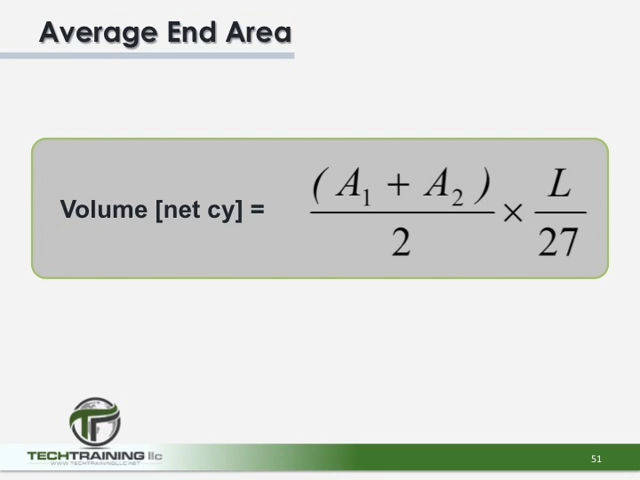 Average End Area
Volume [net cy] = ( A1 + A2 ) / 2 × L / 27
TECHTRAINING llc
WWW.TECHTRAININGLLC.NET
51